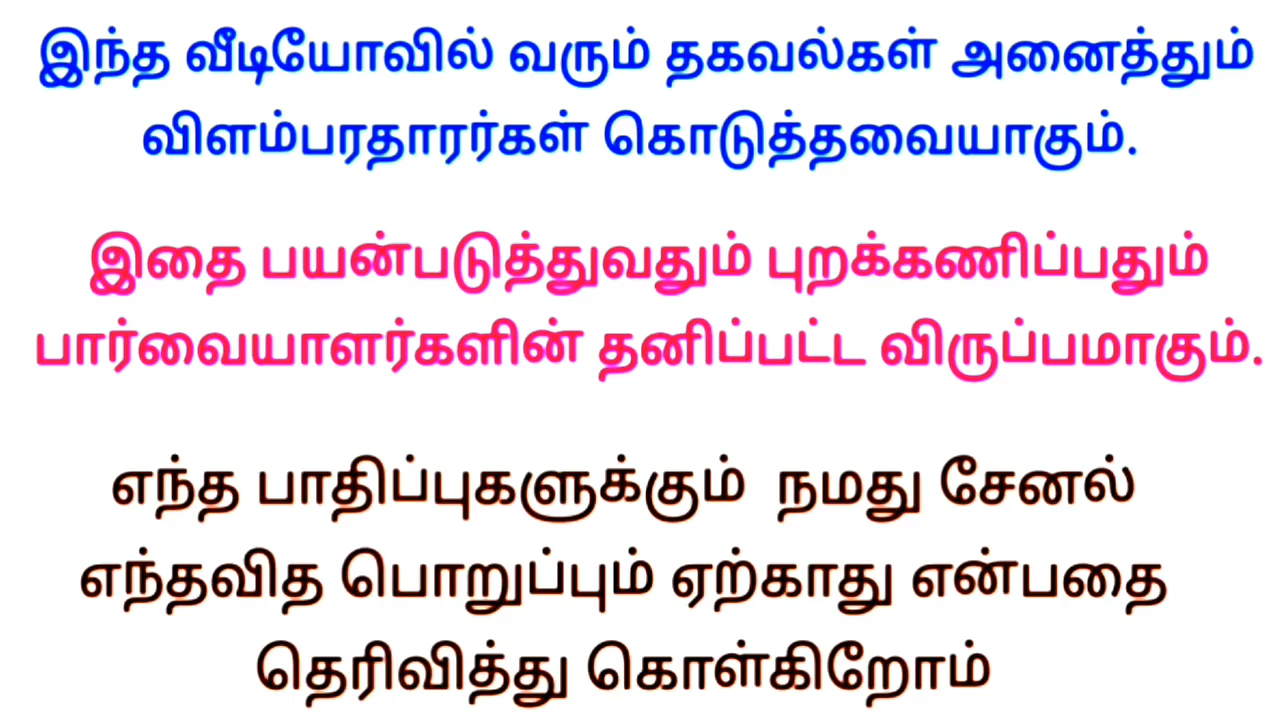 இந்த வீடியோவில் வரும் தகவல்கள் அனைத்தும்
விளம்பரதாரர்கள் கொடுத்தவையாகும்.
இதை பயன்படுத்துவதும் புறக்கணிப்பதும்
பார்வையாளர்களின் தனிப்பட்ட விருப்பமாகும்.
எந்த பாதிப்புகளுக்கும் நமது சேனல்
எந்தவித பொறுப்பும் ஏற்காது என்பதை
தெரிவித்து கொள்கிறோம்